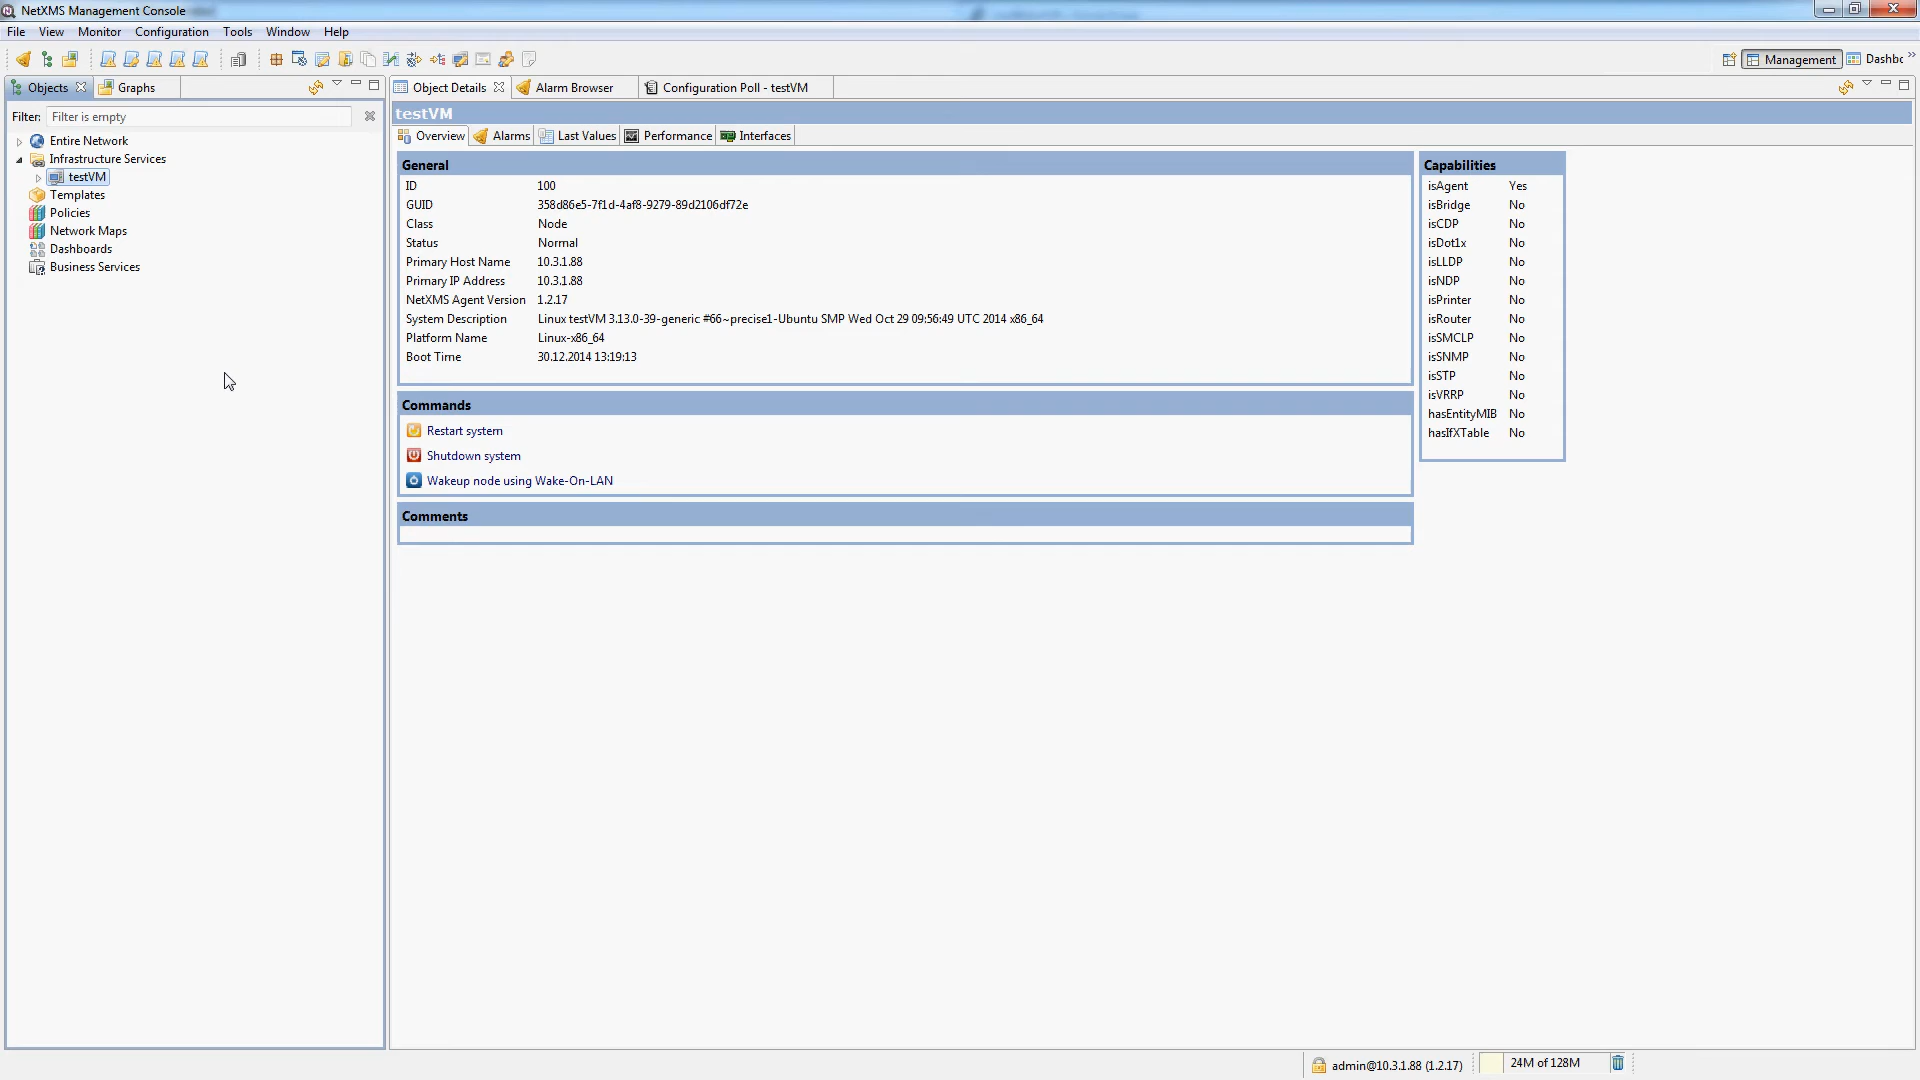 NetXMS Management Console
File View Monitor Configuration Tools Window Help
Management Dashbc
Objects Graphs
Filter: Filter is empty
Entire Network
Infrastructure Services
testVM
Templates
Policies
Network Maps
Dashboards
Business Services
Object Details Alarm Browser Configuration Poll - testVM
testVM
Overview Alarms Last Values Performance Interfaces
General
ID 100
GUID 358d86e5-7f1d-4af8-9279-89d2106df72e
Class Node
Status Normal
Primary Host Name 10.3.1.88
Primary IP Address 10.3.1.88
NetXMS Agent Version 1.2.17
System Description Linux testVM 3.13.0-39-generic #66~precise1-Ubuntu SMP Wed Oct 29 09:56:49 UTC 2014 x86_64
Platform Name Linux-x86_64
Boot Time 30.12.2014 13:19:13
Commands
Restart system
Shutdown system
Wakeup node using Wake-On-LAN
Comments
Capabilities
isAgent Yes
isBridge No
isCDP No
isDot1x No
isLLDP No
isNDP No
isPrinter No
isRouter No
isSMCLP No
isSNMP No
isSTP No
isVRRP No
hasEntityMIB No
hasIfXTable No
admin@10.3.1.88 (1.2.17) 24M of 128M